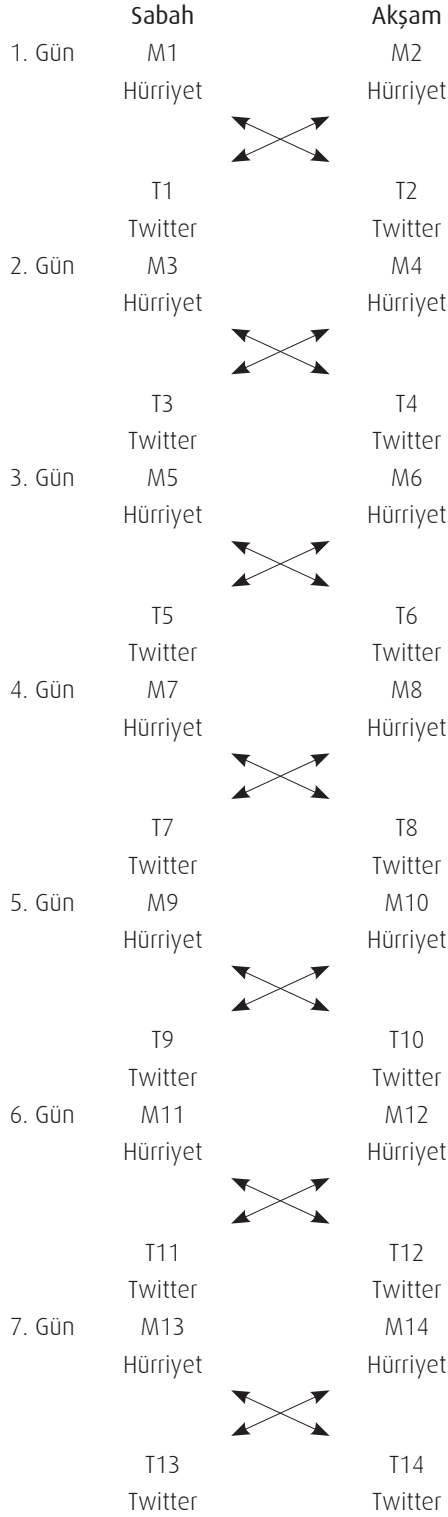 Sabah Akşam
1. Gün M1 M2
Hürriyet Hürriyet
T1 T2
Twitter Twitter
2. Gün M3 M4
Hürriyet Hürriyet
T3 T4
Twitter Twitter
3. Gün M5 M6
Hürriyet Hürriyet
T5 T6
Twitter Twitter
4. Gün M7 M8
Hürriyet Hürriyet
T7 T8
Twitter Twitter
5. Gün M9 M10
Hürriyet Hürriyet
T9 T10
Twitter Twitter
6. Gün M11 M12
Hürriyet Hürriyet
T11 T12
Twitter Twitter
7. Gün M13 M14
Hürriyet Hürriyet
T13 T14
Twitter Twitter